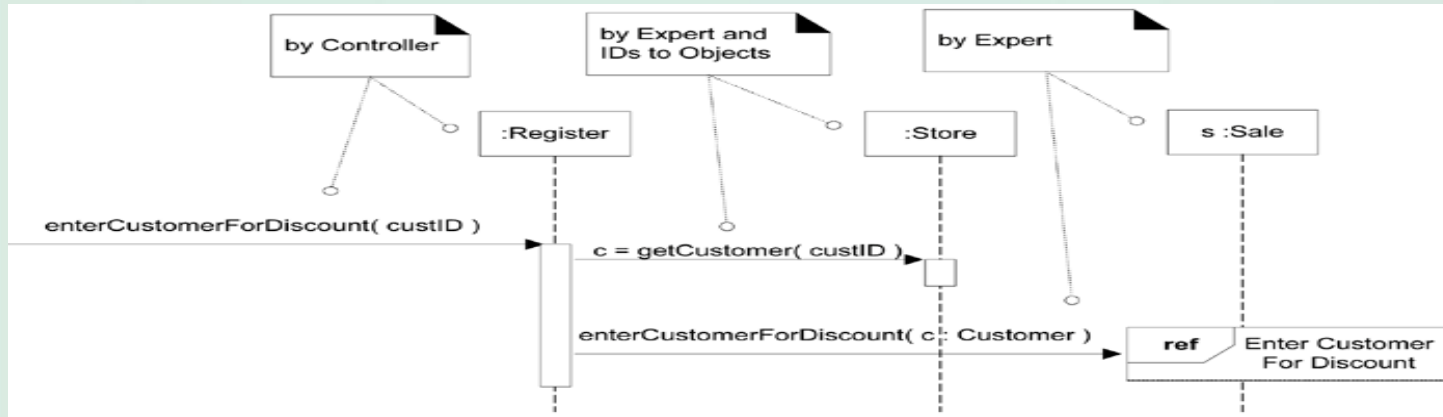 by Controller
by Expert and
IDs to Objects
by Expert
:Register
:Store
s :Sale
enterCustomerForDiscount( custID )
c = getCustomer( custID )
enterCustomerForDiscount( c : Customer )
ref
Enter Customer
For Discount